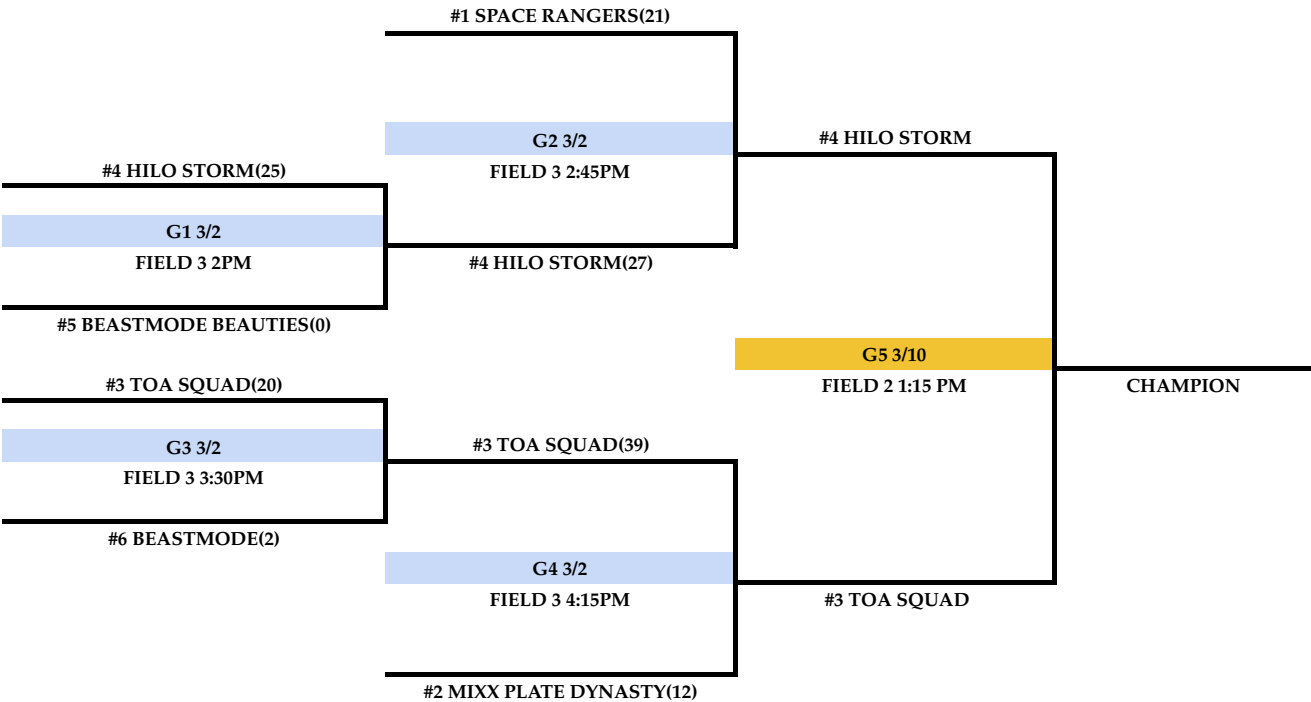 #1 SPACE RANGERS(21)
G2 3/2
FIELD 3 2:45PM
#4 HILO STORM
#4 HILO STORM(25)
G1 3/2
FIELD 3 2PM
#4 HILO STORM(27)
#5 BEASTMODE BEAUTIES(0)
G5 3/10
FIELD 2 1:15 PM
CHAMPION
#3 TOA SQUAD(20)
G3 3/2
FIELD 3 3:30PM
#3 TOA SQUAD(39)
#6 BEASTMODE(2)
G4 3/2
FIELD 3 4:15PM
#3 TOA SQUAD
#2 MIXX PLATE DYNASTY(12)